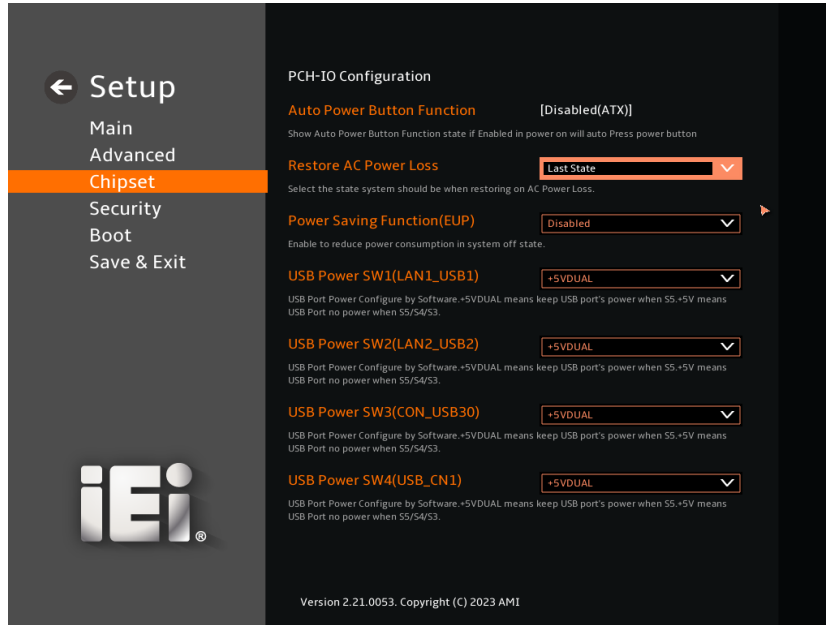 Setup
Main
Advanced
Chipset
Security
Boot
Save & Exit
iEi
®
PCH-IO Configuration
Auto Power Button Function [Disabled(ATX)]
Show Auto Power Button Function state if Enabled in power on will auto Press power button
Restore AC Power Loss Last State
Select the state system should be when restoring on AC Power Loss.
Power Saving Function(EUP) Disabled
Enable to reduce power consumption in system off state.
USB Power SW1(LAN1_USB1) +5VDUAL
USB Port Power Configure by Software.+5VDUAL means keep USB port's power when S5.+5V means
USB Port no power when S5/S4/S3.
USB Power SW2(LAN2_USB2) +5VDUAL
USB Port Power Configure by Software.+5VDUAL means keep USB port's power when S5.+5V means
USB Port no power when S5/S4/S3.
USB Power SW3(CON_USB30) +5VDUAL
USB Port Power Configure by Software.+5VDUAL means keep USB port's power when S5.+5V means
USB Port no power when S5/S4/S3.
USB Power SW4(USB_CN1) +5VDUAL
USB Port Power Configure by Software.+5VDUAL means keep USB port's power when S5.+5V means
USB Port no power when S5/S4/S3.
Version 2.21.0053. Copyright (C) 2023 AMI